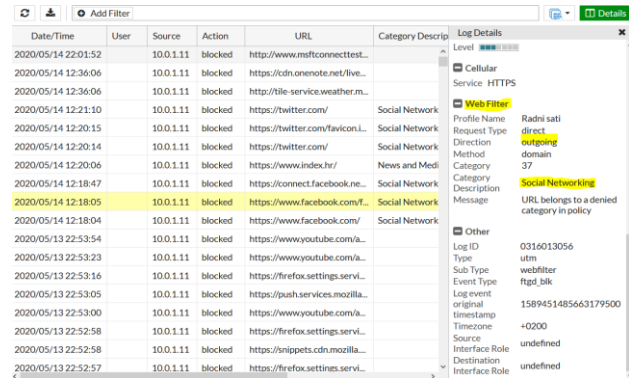 Add Filter
Details
Date/Time User Source Action URL Category Descrip
2020/05/14 22:01:52 10.0.1.11 blocked http://www.msftconnecttest...
2020/05/14 12:36:06 10.0.1.11 blocked https://cdn.onenote.net/live...
2020/05/14 12:36:06 10.0.1.11 blocked http://tile-service.weather.m...
2020/05/14 12:21:10 10.0.1.11 blocked https://twitter.com/ Social Network
2020/05/14 12:20:15 10.0.1.11 blocked https://twitter.com/favicon.i... Social Network
2020/05/14 12:20:14 10.0.1.11 blocked https://twitter.com/ Social Network
2020/05/14 12:20:06 10.0.1.11 blocked https://www.index.hr/ News and Medi
2020/05/14 12:18:47 10.0.1.11 blocked https://connect.facebook.ne... Social Network
2020/05/14 12:18:05 10.0.1.11 blocked https://www.facebook.com/f... Social Network
2020/05/14 12:18:04 10.0.1.11 blocked https://www.facebook.com/ Social Network
2020/05/13 22:53:54 10.0.1.11 blocked https://www.youtube.com/a...
2020/05/13 22:53:23 10.0.1.11 blocked https://www.youtube.com/a...
2020/05/13 22:53:16 10.0.1.11 blocked https://firefox.settings.servi...
2020/05/13 22:53:05 10.0.1.11 blocked https://push.services.mozilla...
2020/05/13 22:53:00 10.0.1.11 blocked https://www.youtube.com/a...
2020/05/13 22:52:58 10.0.1.11 blocked https://firefox.settings.servi...
2020/05/13 22:52:58 10.0.1.11 blocked https://snippets.cdn.mozilla....
2020/05/13 22:52:57 10.0.1.11 blocked https://firefox.settings.servi...
Log Details
Level
Cellular
Service HTTPS
Web Filter
Profile Name Radni sati
Request Type direct
Direction outgoing
Method domain
Category 37
Category
Description Social Networking
Message URL belongs to a denied
category in policy
Other
Log ID 0316013056
Type utm
Sub Type webfilter
Event Type ftgd_blk
Log event
original 1589451485663179500
timestamp
Timezone +0200
Source
Interface Role undefined
Destination
Interface Role undefined